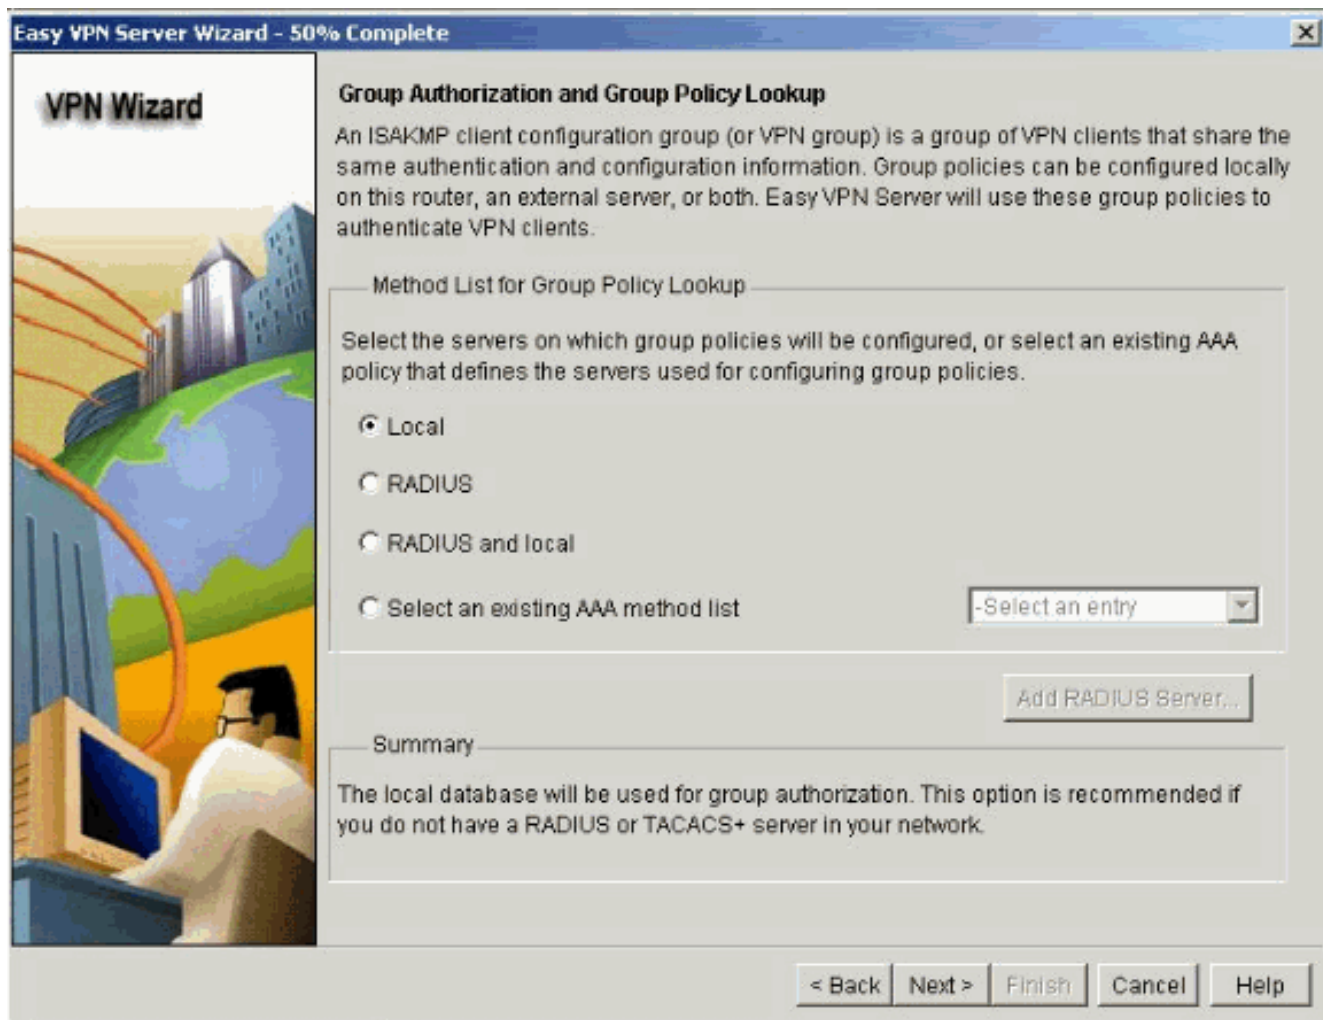 Easy VPN Server Wizard - 50% Complete
VPN Wizard
Group Authorization and Group Policy Lookup
An ISAKMP client configuration group (or VPN group) is a group of VPN clients that share the
same authentication and configuration information. Group policies can be configured locally
on this router, an external server, or both. Easy VPN Server will use these group policies to
authenticate VPN clients.
Method List for Group Policy Lookup
Select the servers on which group policies will be configured, or select an existing AAA
policy that defines the servers used for configuring group policies.
Local
RADIUS
RADIUS and local
Select an existing AAA method list
-Select an entry
Add RADIUS Server...
Summary
The local database will be used for group authorization. This option is recommended if
you do not have a RADIUS or TACACS+ server in your network.
< Back
Next >
Finish
Cancel
Help